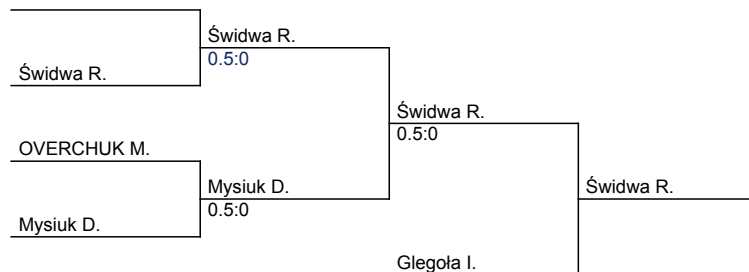 Świdwa R.
0.5:0
Świdwa R.
Świdwa R.
0.5:0
OVERCHUK M.
Mysiuk D.
0.5:0
Świdwa R.
Mysiuk D.
Glegoła I.